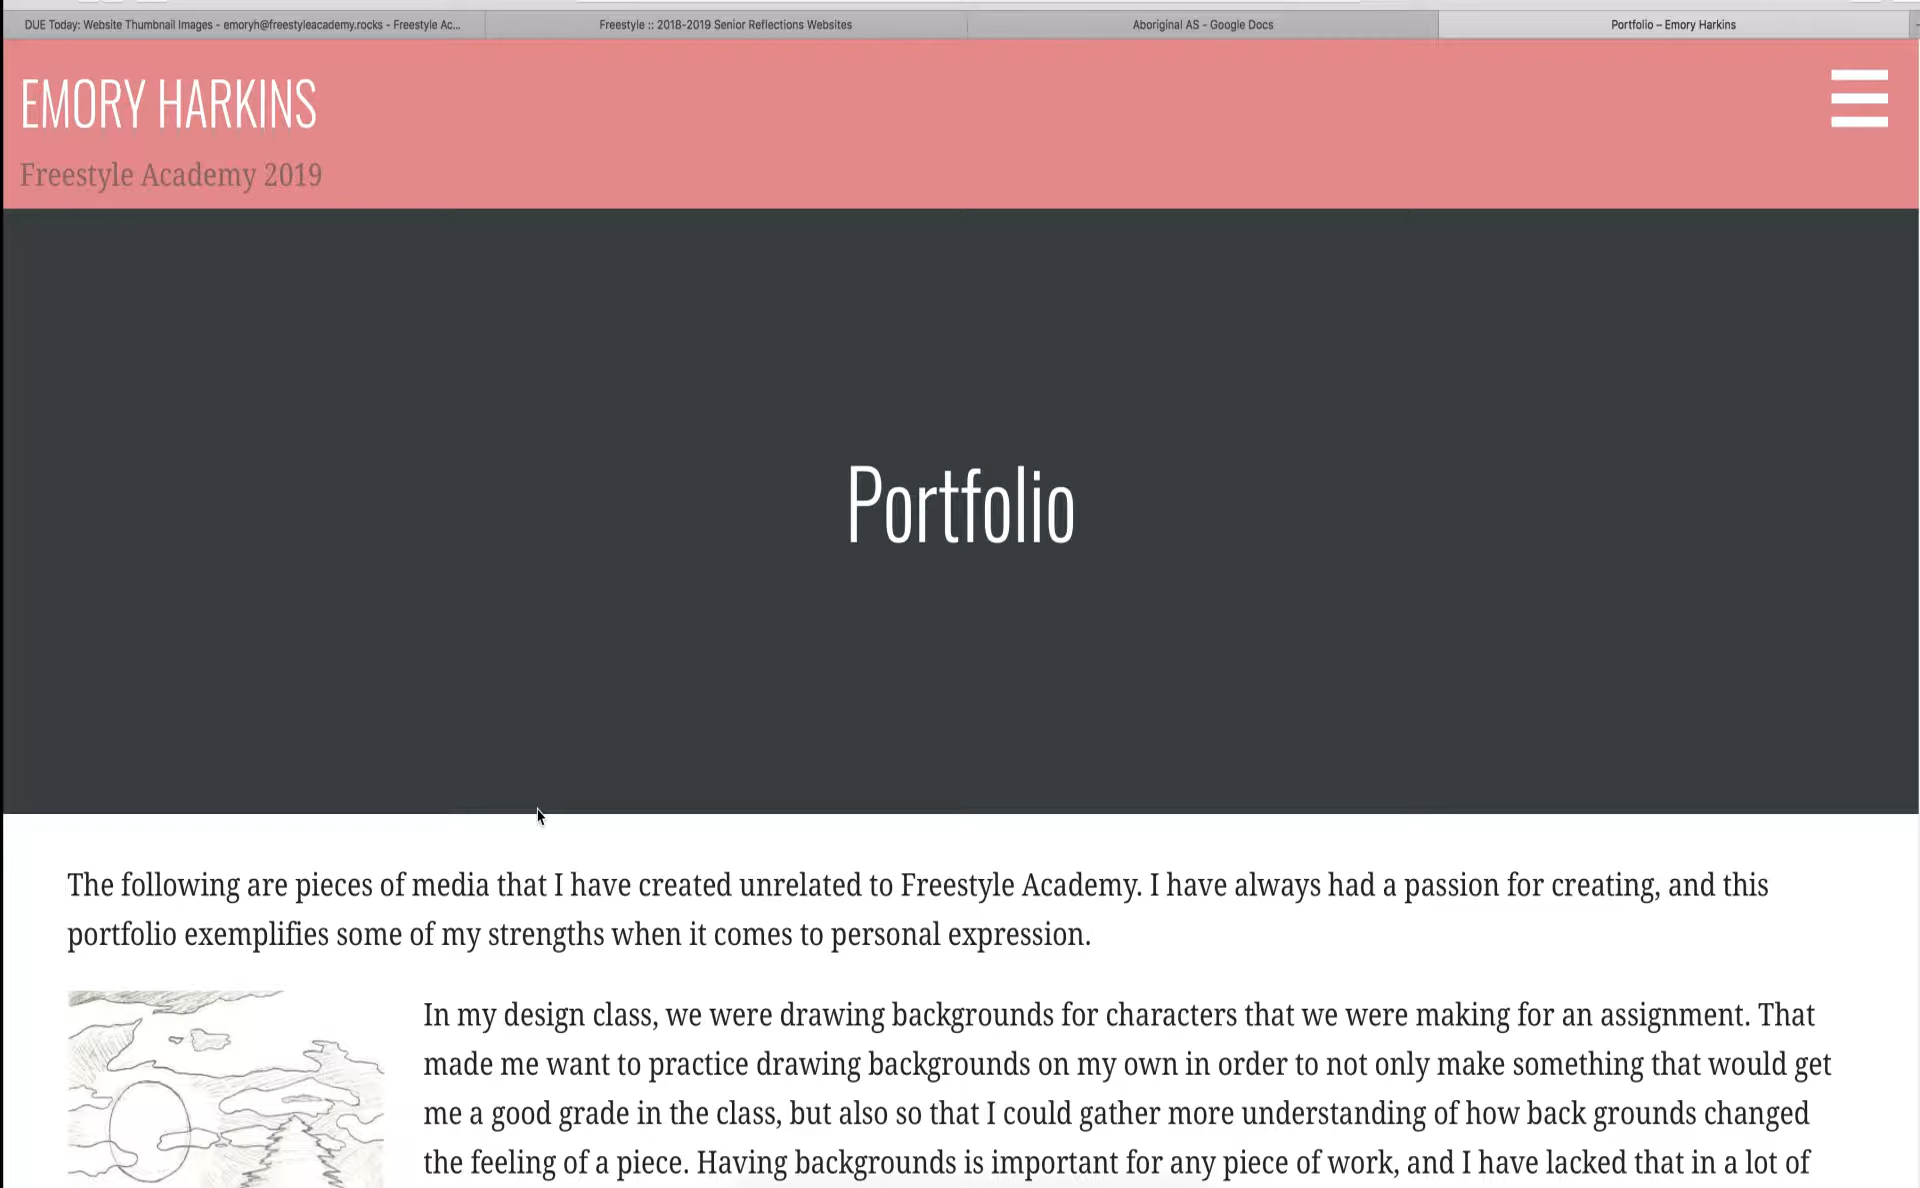 DUE Today: Website Thumbnail Images - emoryh@freestyleacademy.rocks - Freestyle Ac...
Freestyle :: 2018-2019 Senior Reflections Websites
Aboriginal AS - Google Docs
Portfolio – Emory Harkins
EMORY HARKINS
Freestyle Academy 2019
Portfolio
The following are pieces of media that I have created unrelated to Freestyle Academy. I have always had a passion for creating, and this
portfolio exemplifies some of my strengths when it comes to personal expression.
In my design class, we were drawing backgrounds for characters that we were making for an assignment. That
made me want to practice drawing backgrounds on my own in order to not only make something that would get
me a good grade in the class, but also so that I could gather more understanding of how back grounds changed
the feeling of a piece. Having backgrounds is important for any piece of work, and I have lacked that in a lot of